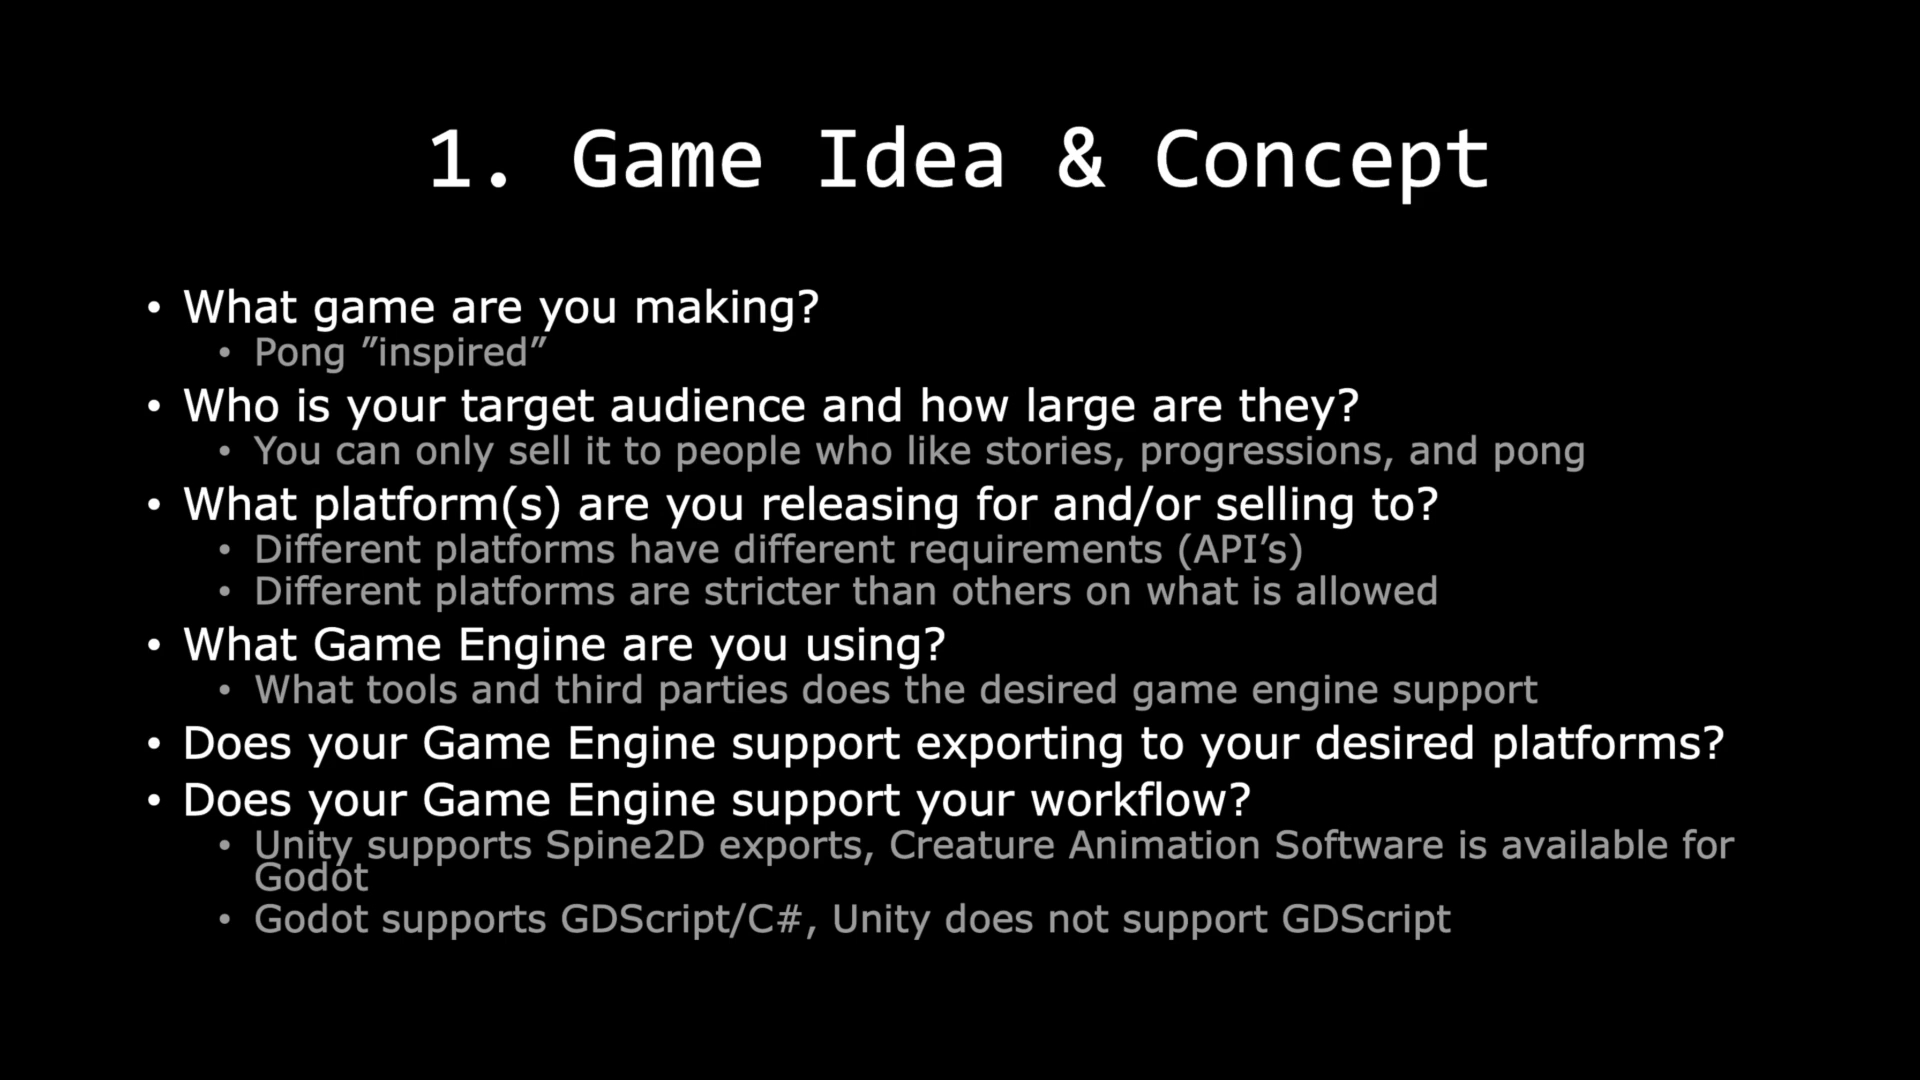 1. Game Idea & Concept
• What game are you making?
• Pong ”inspired”
• Who is your target audience and how large are they?
• You can only sell it to people who like stories, progressions, and pong
• What platform(s) are you releasing for and/or selling to?
• Different platforms have different requirements (API’s)
• Different platforms are stricter than others on what is allowed
• What Game Engine are you using?
• What tools and third parties does the desired game engine support
• Does your Game Engine support exporting to your desired platforms?
• Does your Game Engine support your workflow?
• Unity supports Spine2D exports, Creature Animation Software is available for
Godot
• Godot supports GDScript/C#, Unity does not support GDScript